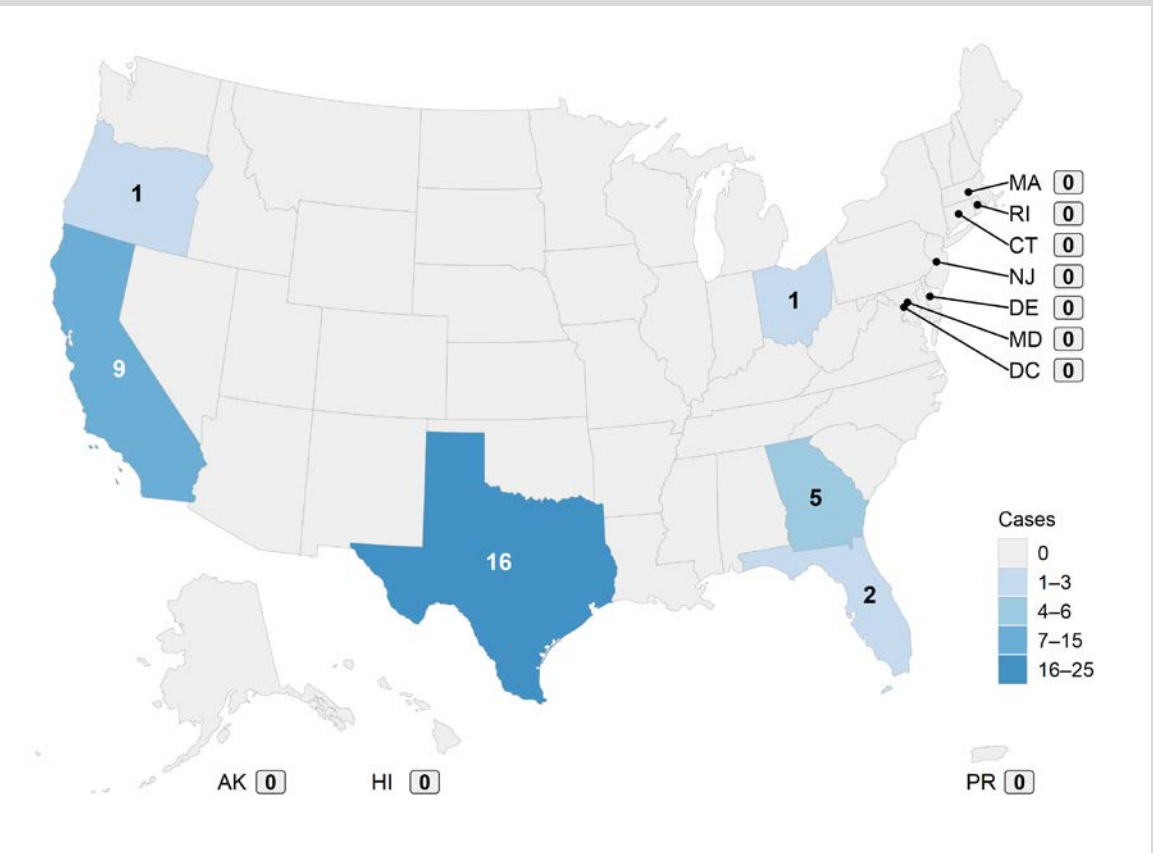 1
9
16
1
5
2
MA 0
RI 0
CT 0
NJ 0
DE 0
MD 0
DC 0
Cases
0
1–3
4–6
7–15
16–25
AK 0
HI 0
PR 0